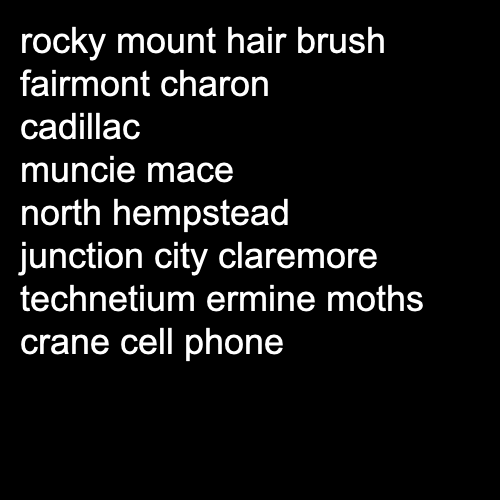 rocky mount hair brush
fairmont charon
cadillac
muncie mace
north hempstead
junction city claremore
technetium ermine moths
crane cell phone